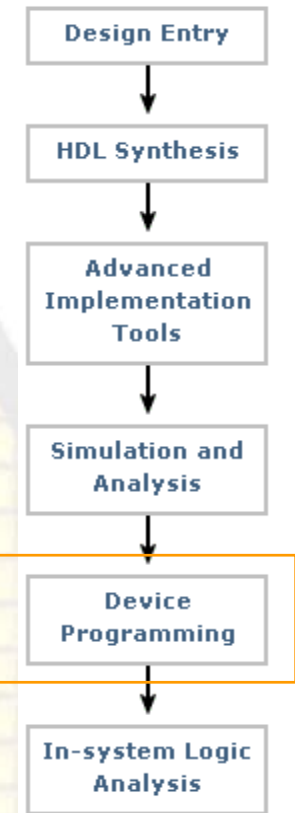 Design Entry
HDL Synthesis
Advanced
Implementation
Tools
Simulation and
Analysis
Device
Programming
In-system Logic
Analysis